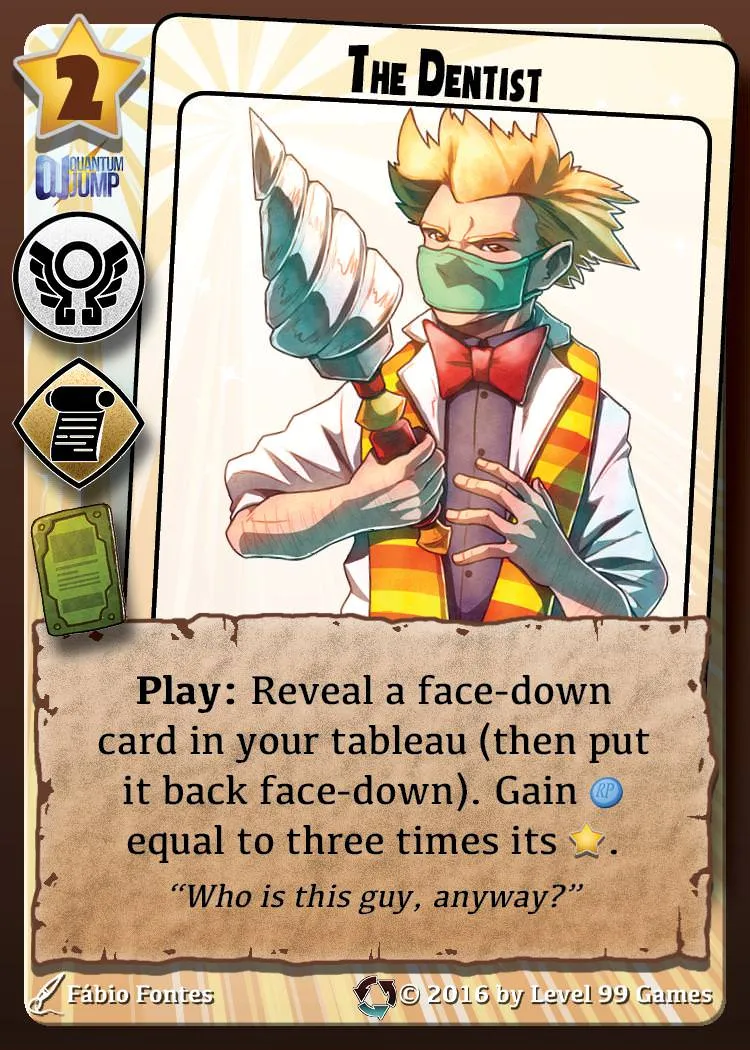 The Dentist
2
QJ QUANTUM
JUMP
Play: Reveal a face-down
card in your tableau (then put
it back face-down). Gain RP
equal to three times its .
“Who is this guy, anyway?”
Fábio Fontes
© 2016 by Level 99 Games